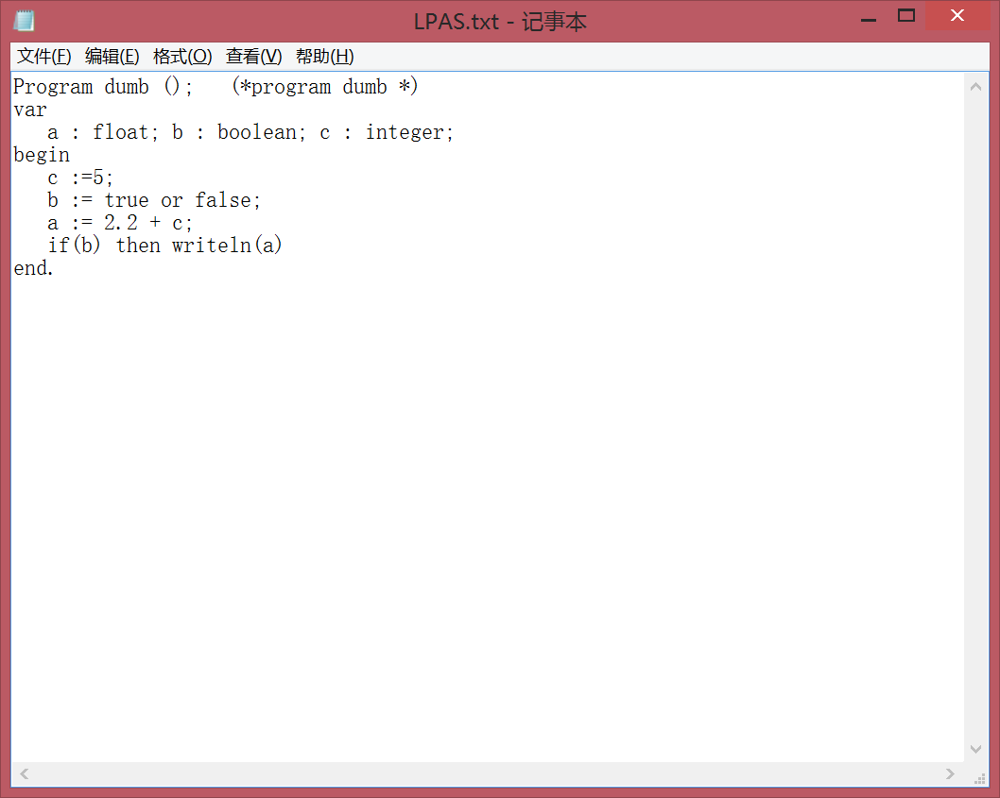 LPAS.txt - 记事本
文件(F) 编辑(E) 格式(O) 查看(V) 帮助(H)
Program dumb ();   (*program dumb *)
var
   a : float; b : boolean; c : integer;
begin
   c :=5;
   b := true or false;
   a := 2.2 + c;
   if(b) then writeln(a)
end.